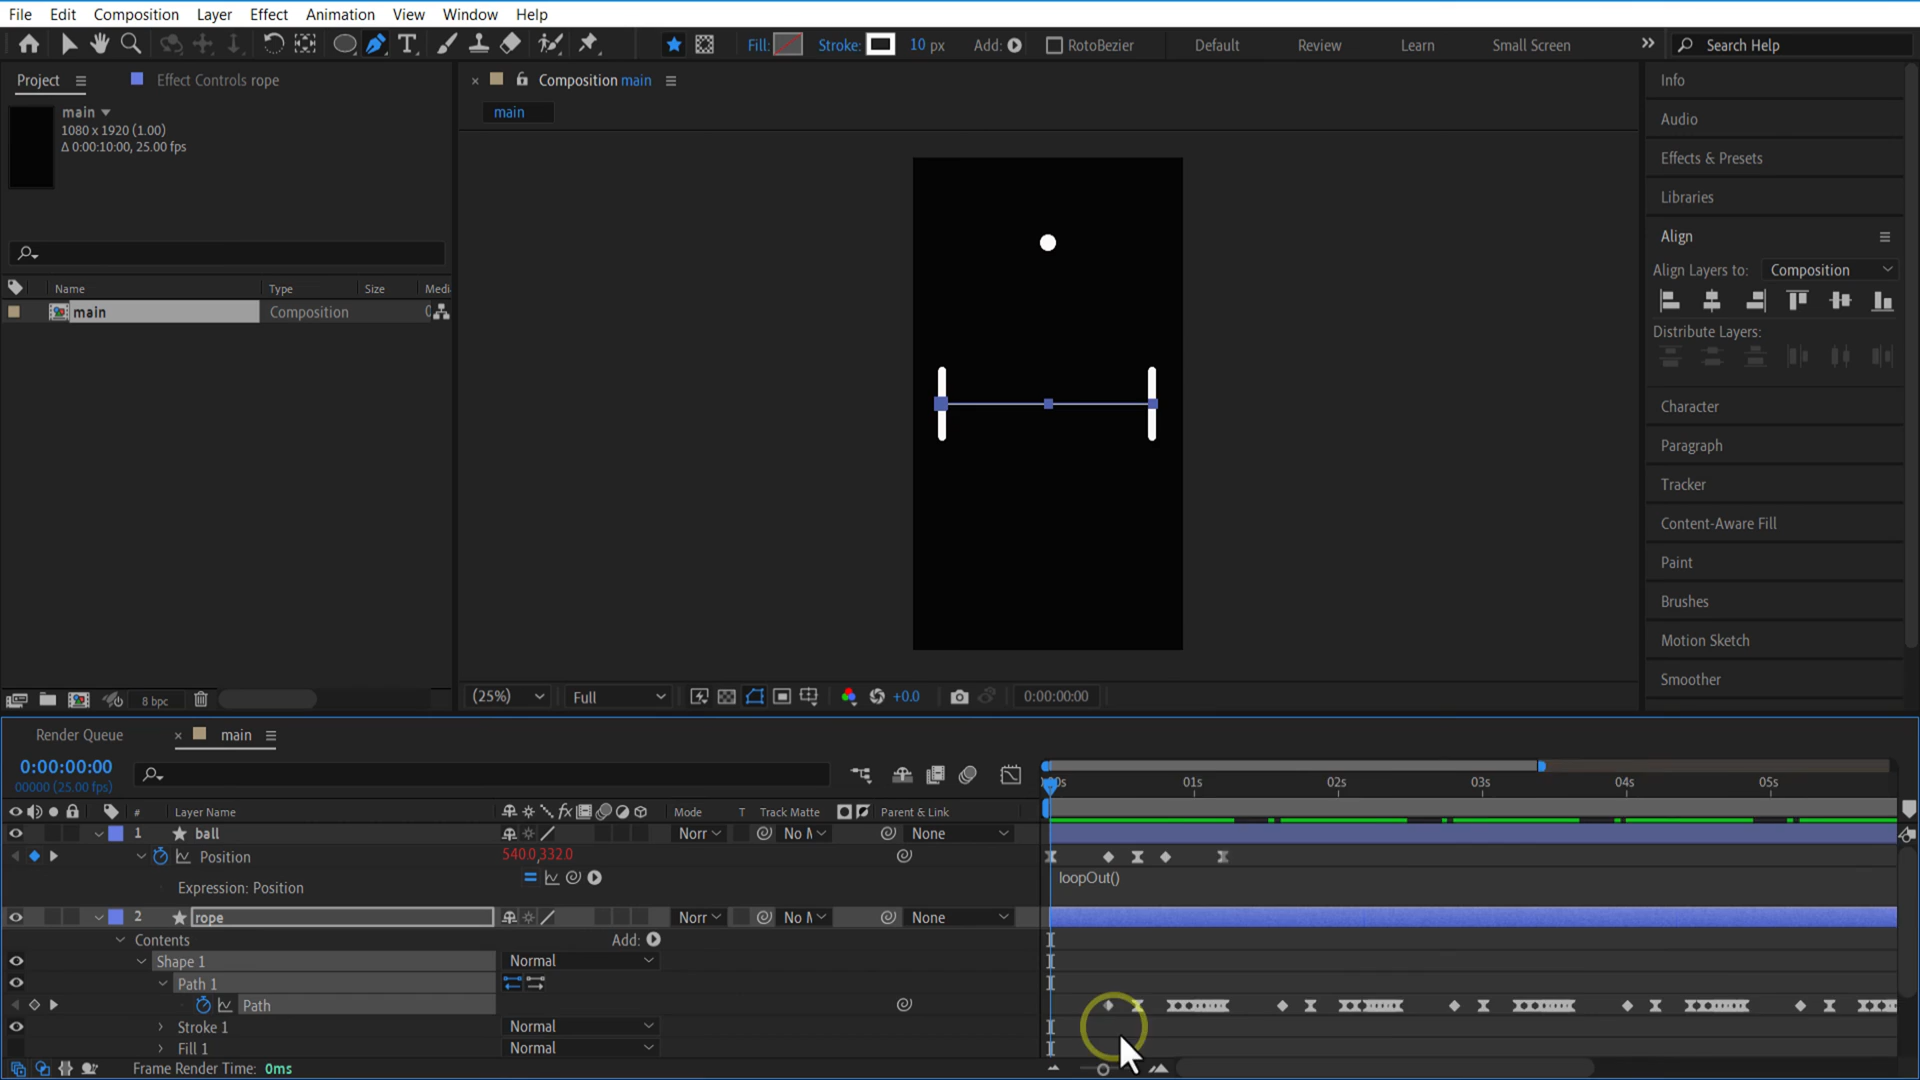 File Edit Composition Layer Effect Animation View Window Help
Fill: Stroke: 10 px Add: RotoBezier Default Review Learn Small Screen Search Help
Project Effect Controls rope
Composition main
main
1080 x 1920 (1.00)
Δ 0:00:10:00, 25.00 fps
main
Name Type Size Medi
main Composition
8 bpc
(25%) Full +0.0 0:00:00:00
Info
Audio
Effects & Presets
Libraries
Align
Align Layers to: Composition
Distribute Layers:
Character
Paragraph
Tracker
Content-Aware Fill
Paint
Brushes
Motion Sketch
Smoother
Render Queue main
0:00:00:00
00000 (25.00 fps)
00s 01s 02s 03s 04s 05s
# Layer Name Mode T Track Matte Parent & Link
1 ball Norr No M None
Position 540.0,332.0
Expression: Position loopOut()
2 rope Norr No M None
Contents Add:
Shape 1 Normal
Path 1
Path
Stroke 1 Normal
Fill 1 Normal
Frame Render Time: 0ms